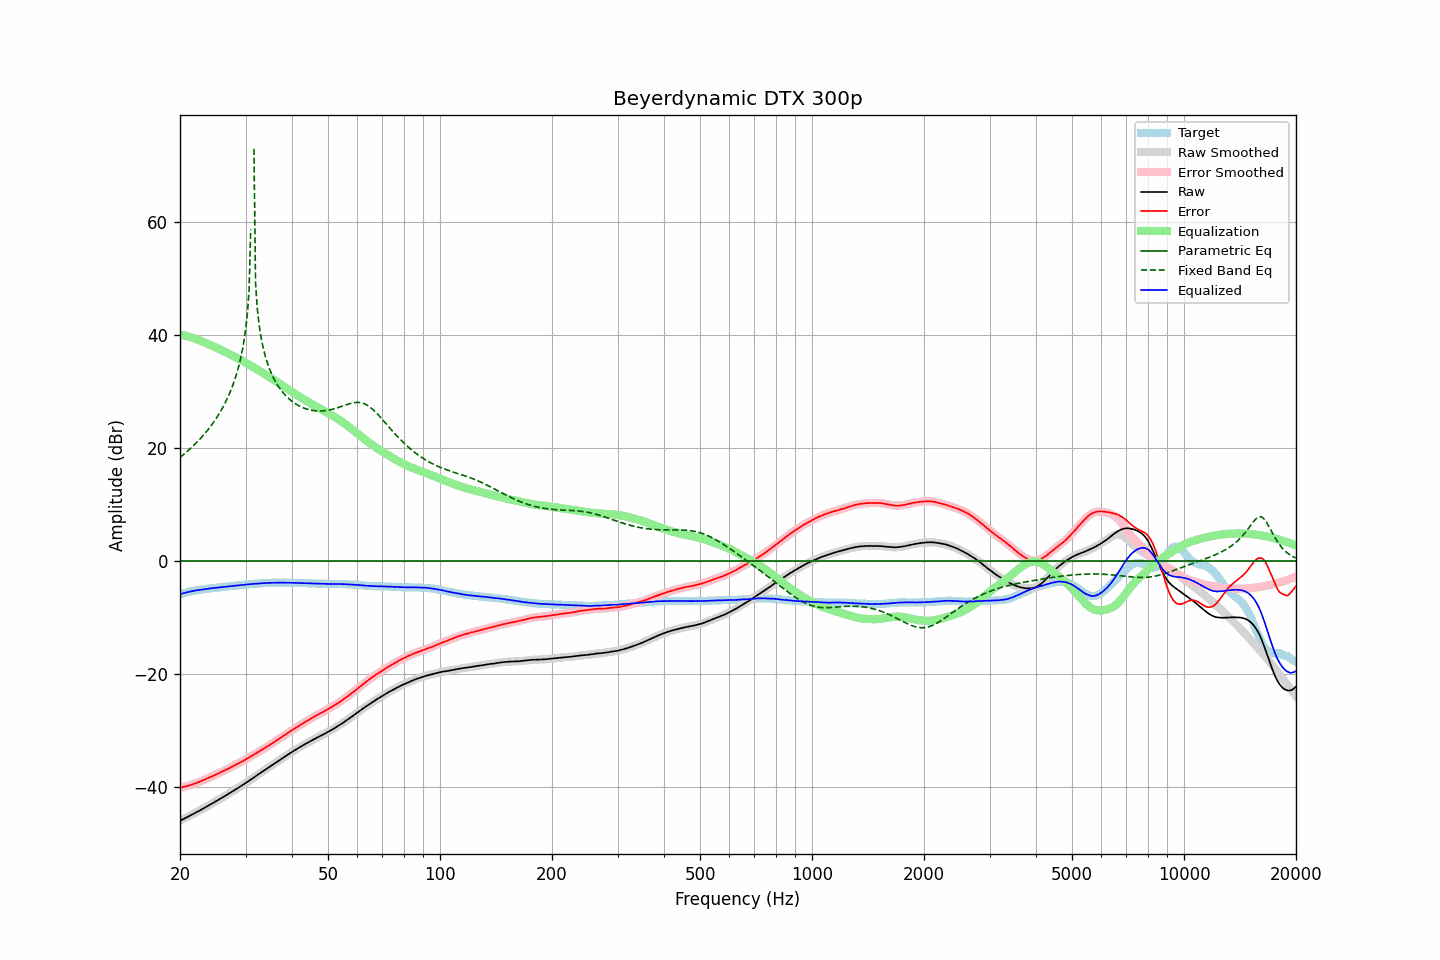 Beyerdynamic DTX 300p
Target
Raw Smoothed
Error Smoothed
Raw
Error
Equalization
Parametric Eq
Fixed Band Eq
Equalized
Amplitude (dBr)
60
40
20
0
−20
−40
20 50 100 200 500 1000 2000 5000 10000 20000
Frequency (Hz)